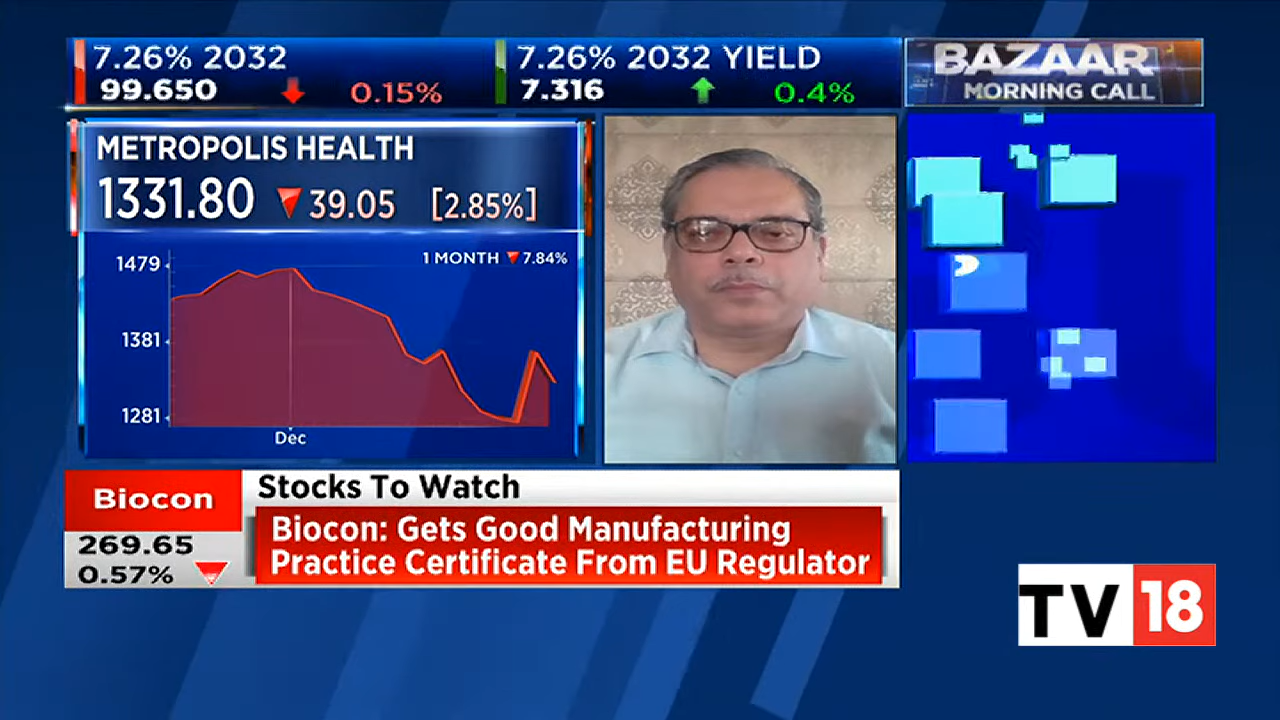 7.26% 2032
99.650 0.15%
7.26% 2032 YIELD
7.316 0.4%
BAZAAR
MORNING CALL
METROPOLIS HEALTH
1331.80 39.05 [2.85%]
1 MONTH 7.84%
1479
1381
1281
Dec
Biocon
269.65
0.57%
Stocks To Watch
Biocon: Gets Good Manufacturing
Practice Certificate From EU Regulator
TV18